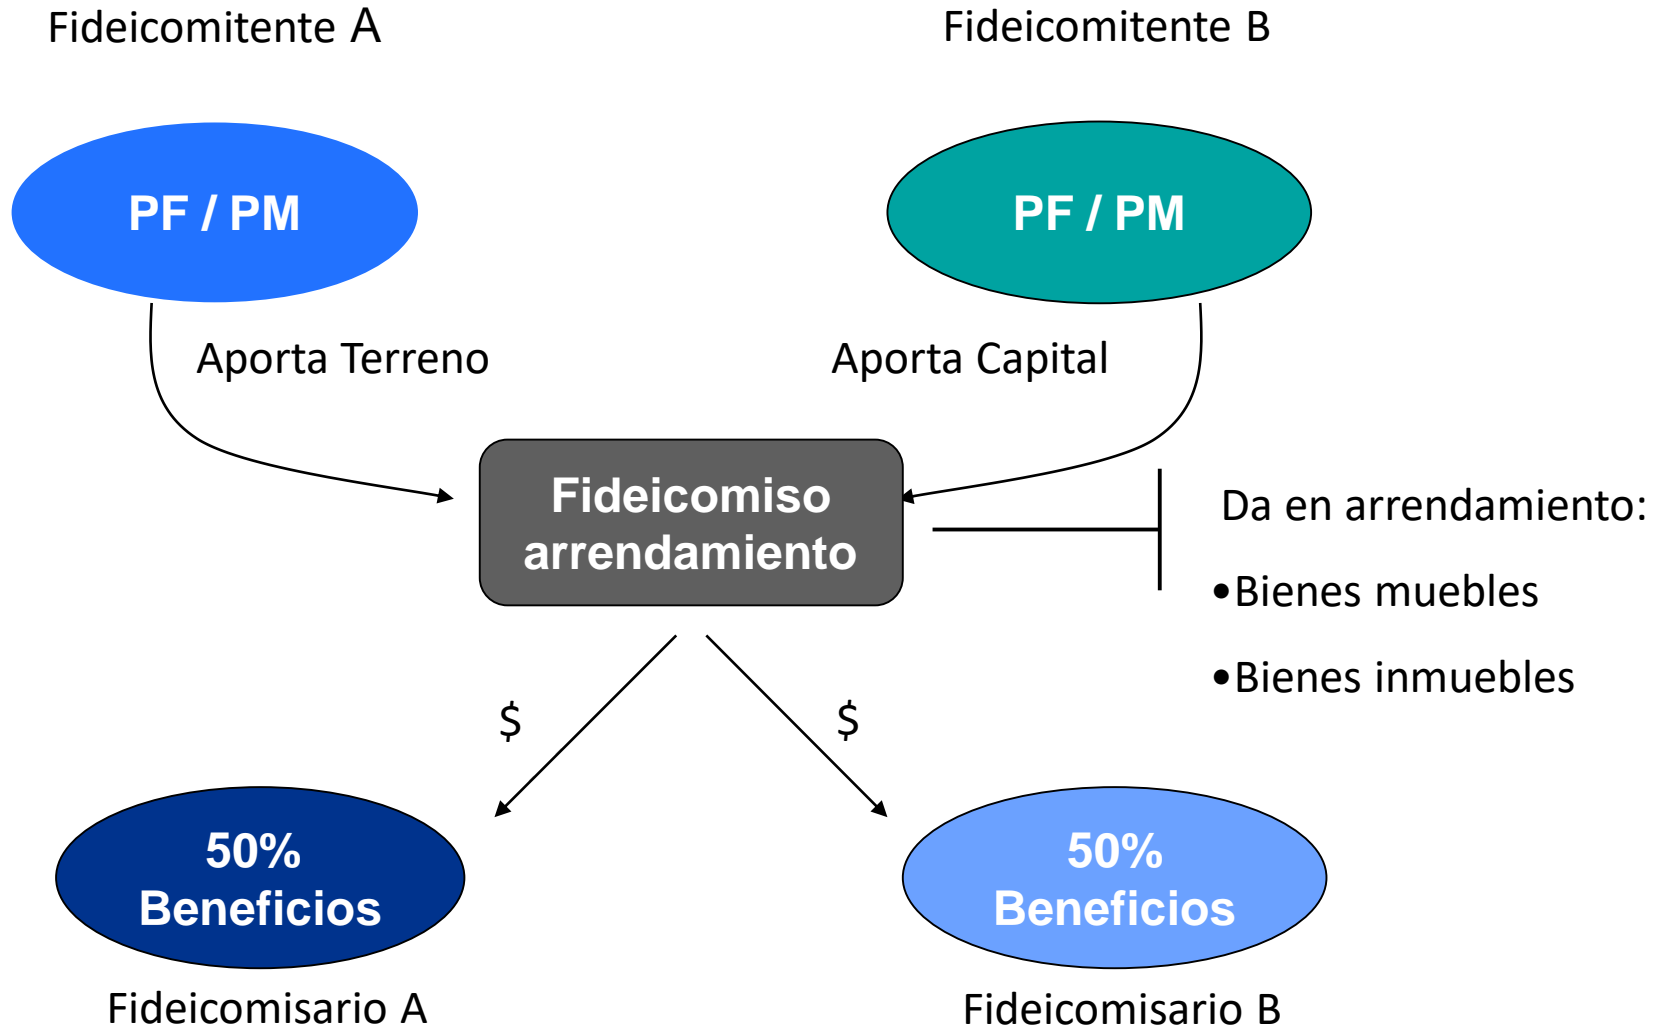 Fideicomitente A
Fideicomitente B
PF / PM
PF / PM
Aporta Terreno
Aporta Capital
Fideicomiso
arrendamiento
Da en arrendamiento:
•Bienes muebles
•Bienes inmuebles
$
$
50%
Beneficios
50%
Beneficios
Fideicomisario A
Fideicomisario B